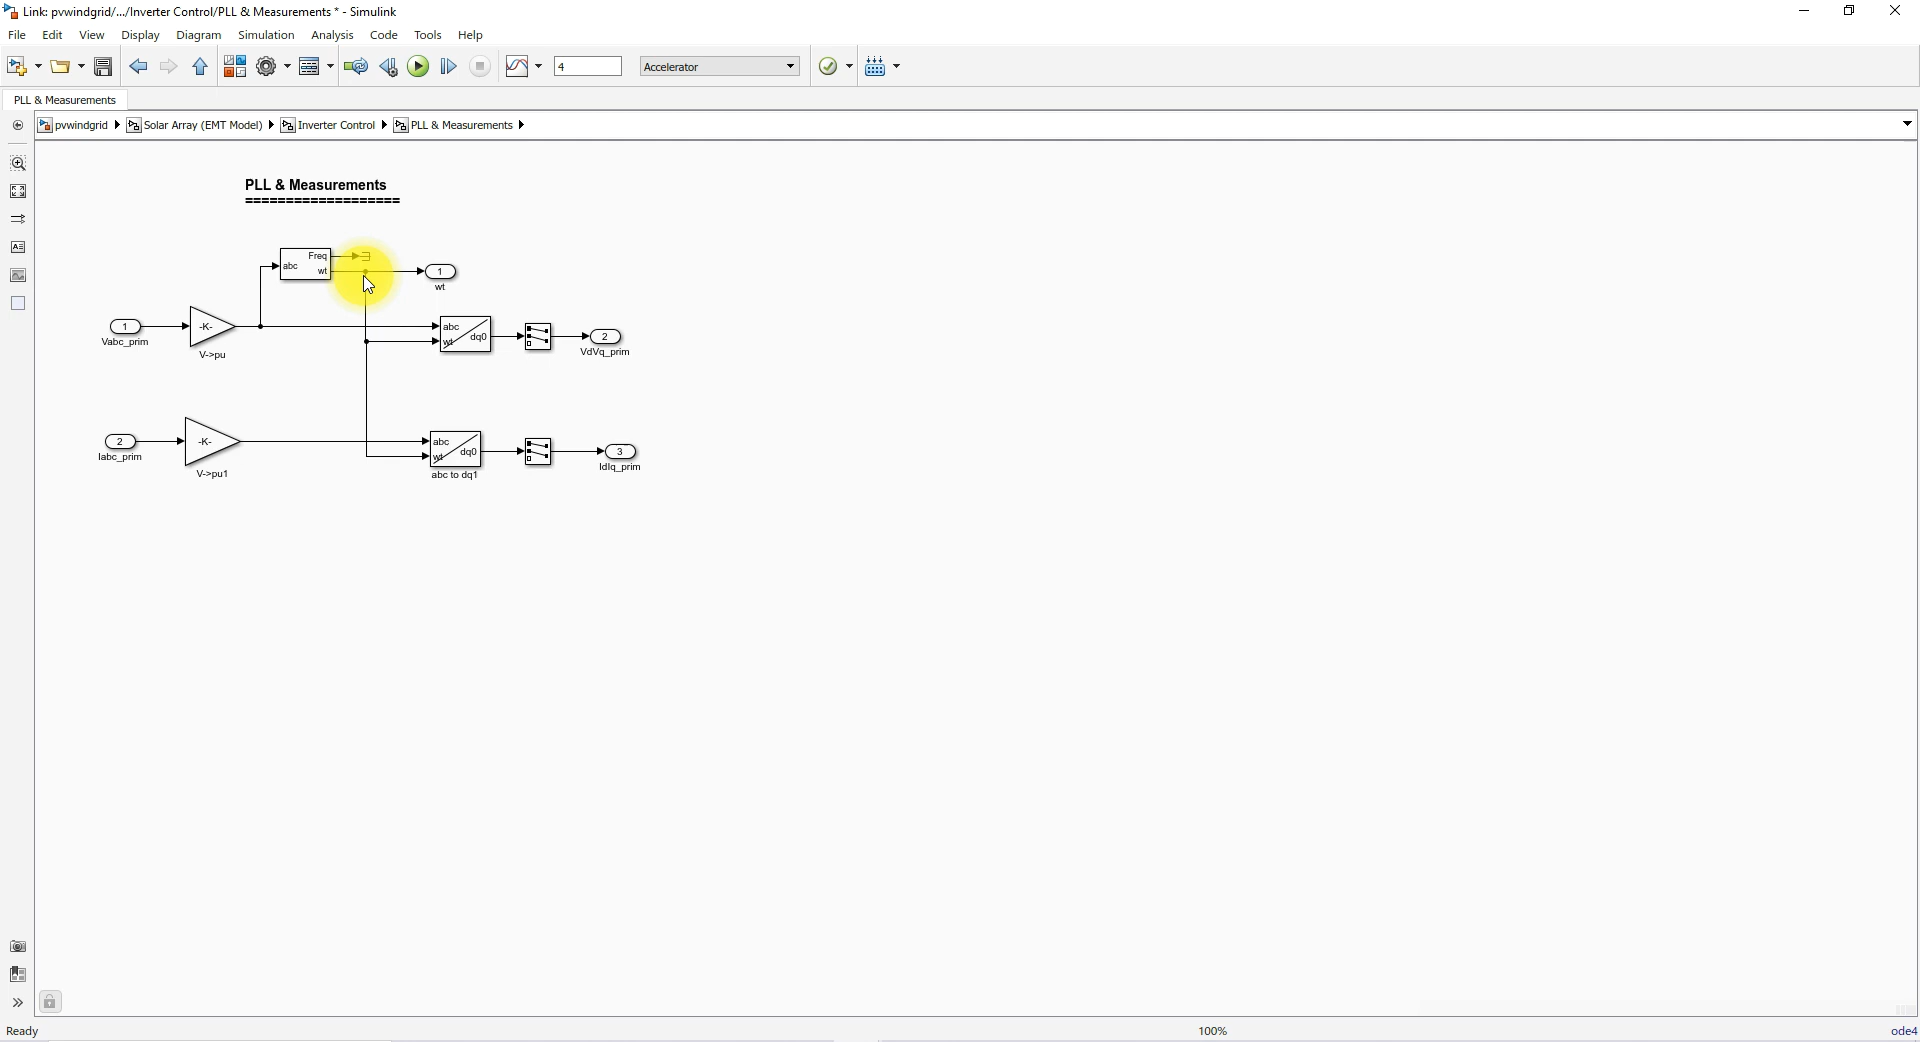 Link: pvwindgrid/.../Inverter Control/PLL & Measurements * - Simulink
File Edit View Display Diagram Simulation Analysis Code Tools Help
4 Accelerator
PLL & Measurements
pvwindgrid Solar Array (EMT Model) Inverter Control PLL & Measurements
PLL & Measurements
===================
Freq
abc
wt
1
wt
1
-K-
abc
wt
dq0
2
Vabc_prim
V->pu
VdVq_prim
2
-K-
abc
wt
dq0
3
Iabc_prim
V->pu1
abc to dq1
IdIq_prim
Ready 100% ode4